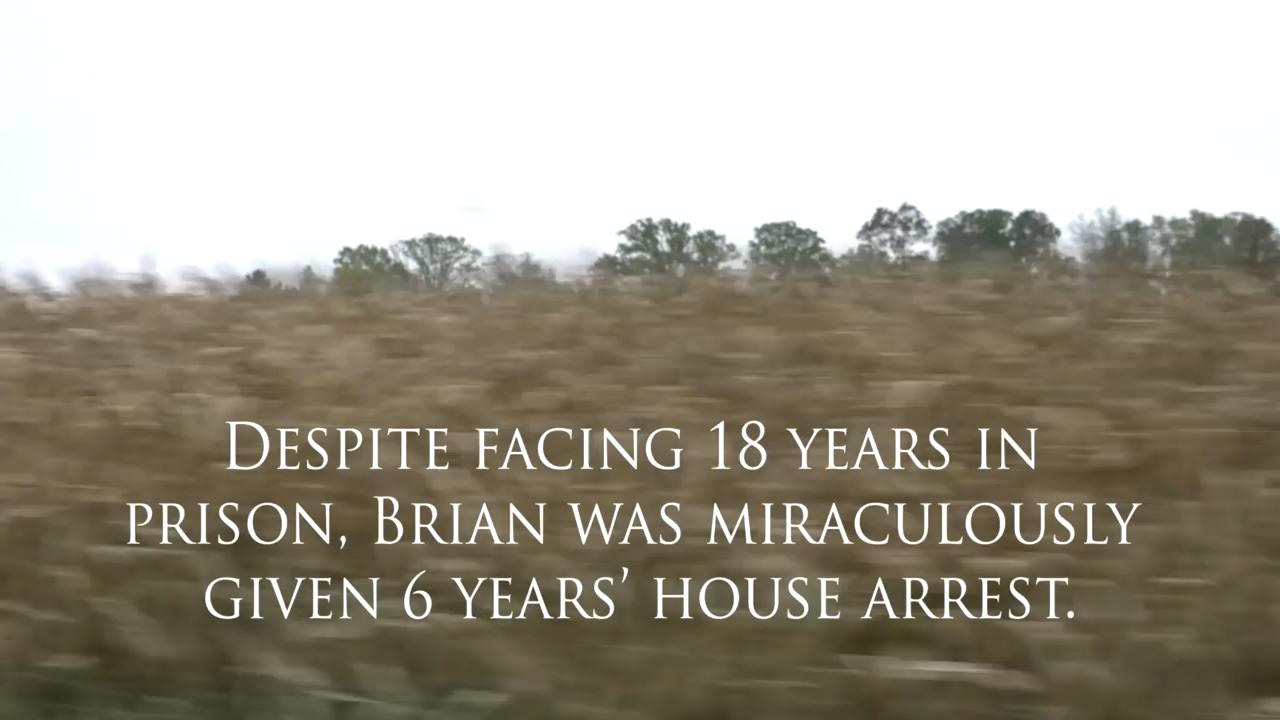 Despite facing 18 years in
prison, Brian was miraculously
given 6 years’ house arrest.